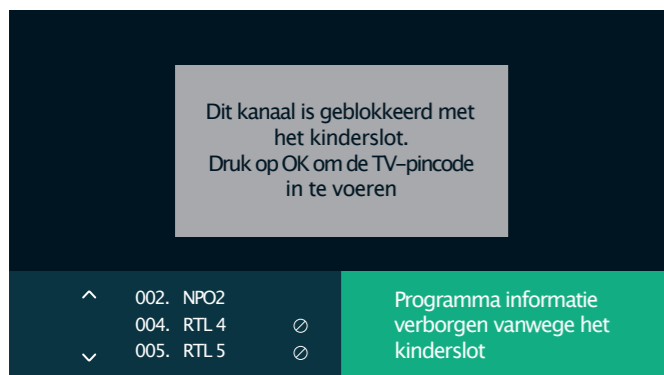 Dit kanaal is geblokkeerd met
het kinderslot.
Druk op OK om de TV-pincode
in te voeren
002. NPO2
004. RTL 4
005. RTL 5
Programma informatie
verborgen vanwege het
kinderslot